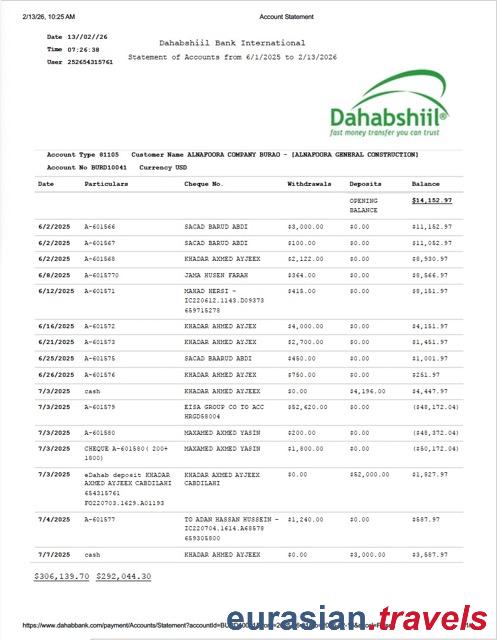 2/13/26, 10:25 AM Account Statement
Date 13//02//26
Time 07:26:38
User 252654315761
Dahabshiil Bank International
Statement of Accounts from 6/1/2025 to 2/13/2026
Dahabshiil®
fast money transfer you can trust
Account Type 81105 Customer Name ALNAFOORA COMPANY BURAO - [ALNAFOORA GENERAL CONSTRUCTION]
Account No BURD10041 Currency USD
Date Particulars Cheque No. Withdrawals Deposits Balance
OPENING BALANCE $14,152.97
6/2/2025 A-601566 SACAD BARUD ABDI $3,000.00 $0.00 $11,152.97
6/2/2025 A-601567 SACAD BARUD ABDI $100.00 $0.00 $11,052.97
6/2/2025 A-601568 KHADAR AHMED AYJEEX $2,122.00 $0.00 $8,930.97
6/8/2025 A-6015770 JAMA HUSEN FARAH $364.00 $0.00 $8,566.97
6/12/2025 A-601571 MAHAD HERSI - $415.00 $0.00 $8,151.97
IC220612.1143.D09373
659715278
6/16/2025 A-601572 KHADAR AHMED AYJEX $4,000.00 $0.00 $4,151.97
6/21/2025 A-601573 KHADAR AHMED AYJEX $2,700.00 $0.00 $1,451.97
6/25/2025 A-601575 SACAD BAARUD ABDI $450.00 $0.00 $1,001.97
6/26/2025 A-601576 KHADAR AHMED AYJEX $750.00 $0.00 $251.97
7/3/2025 cash KHADAR AHMED AYJEEX $0.00 $4,196.00 $4,447.97
7/3/2025 A-601579 EISA GROUP CO TO ACC $52,620.00 $0.00 ($48,172.04)
HRGD58004
7/3/2025 A-601580 MAXAMED AXMED YASIN $200.00 $0.00 ($48,372.04)
7/3/2025 CHEQUE A-601580( 200+ MAXAMED AXMED YASIN $1,800.00 $0.00 ($50,172.04)
1800)
7/3/2025 eDahab deposit KHADAR KHADAR AHMED AYJEEX $0.00 $52,000.00 $1,827.97
AHMED AYJEEX CABDILAHI CABDILAHI
654315761
FO220703.1629.A01193
7/4/2025 A-601577 TO ADAN HASSAN HUSSEIN - $1,240.00 $0.00 $587.97
IC220704.1614.A68578
659305800
7/7/2025 cash KHADAR AHMED AYJEEX $0.00 $3,000.00 $3,587.97
$306,139.70 $292,044.30
https://www.dahabbank.com/payment/Accounts/Statement?accountId=BURD10041
eurasian.travels